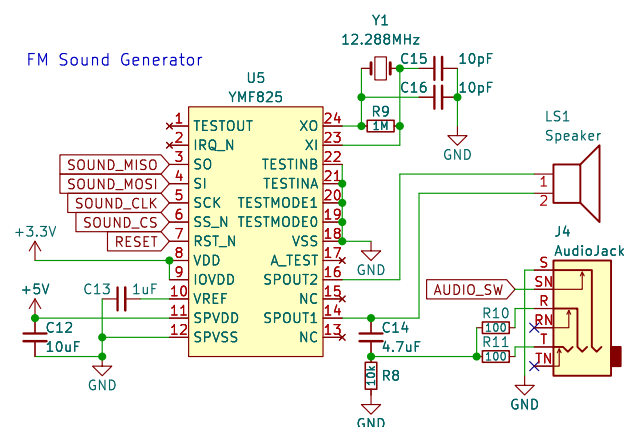 FM Sound Generator
Y1
12.288MHz
C15
10pF
C16
10pF
R9
1M
GND
U5
YMF825
1
TESTOUT
XO
24
2
IRQ_N
XI
23
SOUND_MISO
3
SO
TESTINB
22
SOUND_MOSI
4
SI
TESTINA
21
SOUND_CLK
5
SCK
TESTMODE1
20
SOUND_CS
6
SS_N
TESTMODE0
19
RESET
7
RST_N
VSS
18
+3.3V
8
VDD
A_TEST
17
GND
9
IOVDD
SPOUT2
16
C13
1uF
10
VREF
NC
15
+5V
11
SPVDD
SPOUT1
14
12
SPVSS
NC
13
C12
10uF
GND
C14
4.7uF
10k
R8
GND
R10
100
R11
100
LS1
Speaker
1
2
J4
AudioJack
S
AUDIO_SW
SN
R
RN
T
TN
GND